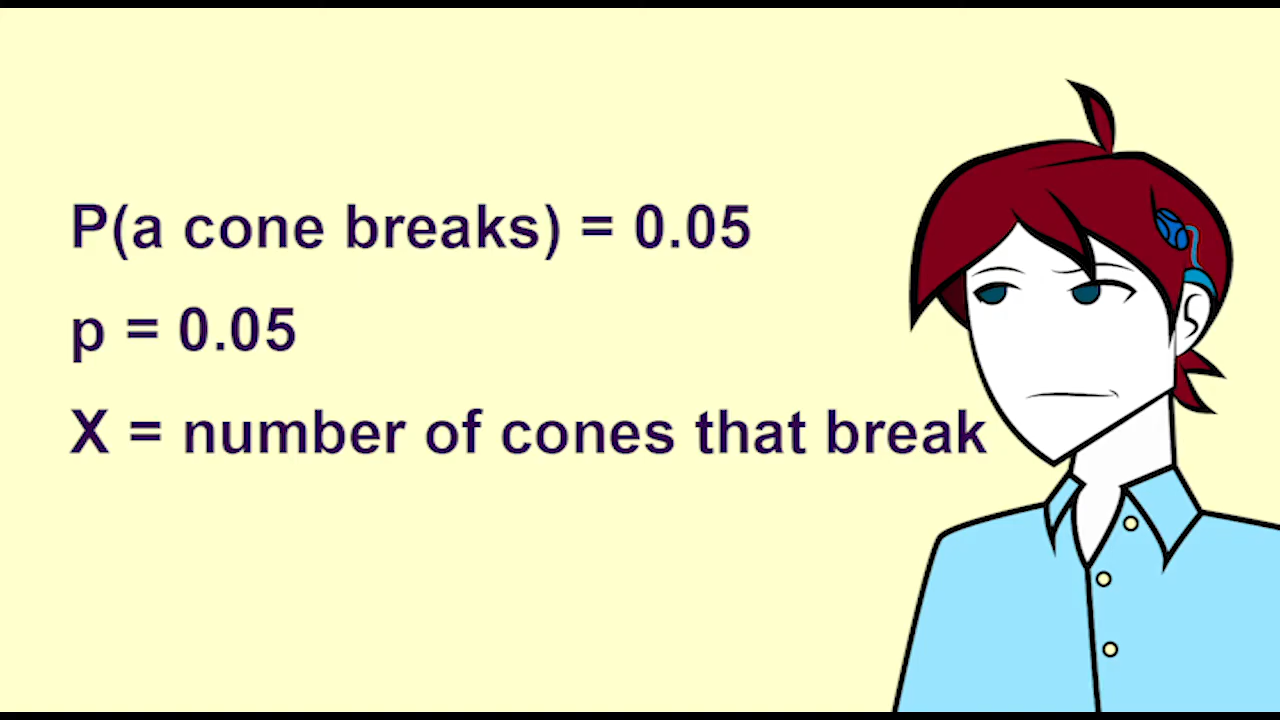 P(a cone breaks) = 0.05
p = 0.05
X = number of cones that break